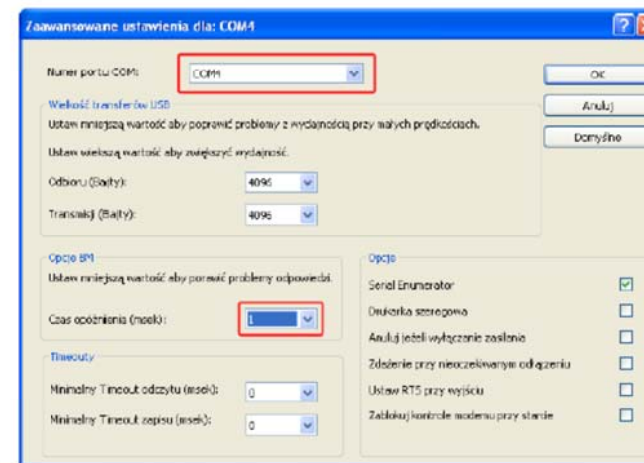 Zaawansowane ustawienia dla: COM4
Numer portu COM:
COM4
OK
Anuluj
Domyślne
Wielkość transferów USB
Ustaw mniejszą wartość aby poprawić problemy z wydajnością przy małych prędkościach.
Ustaw wiekszą wartość aby zwiększyć wydajność.
Odbioru (Bajty):
4096
Transmisji (Bajty):
4096
Opcje BM
Ustaw mniejszą wartość aby porawić problemy odpowiedzi.
Czas opóźnienia (msek):
1
Timeouty
Minimalny Timeout odczytu (msek):
0
Minimalny Timeout zapisu (msek):
0
Opcje
Serial Enumerator
Drukarka szeregowa
Anuluj jeżeli wyłączenie zasilania
Zdażenie przy nieoczekiwanym odłączeniu
Ustaw RTS przy wyjściu
Zablokuj kontrole modemu przy starcie